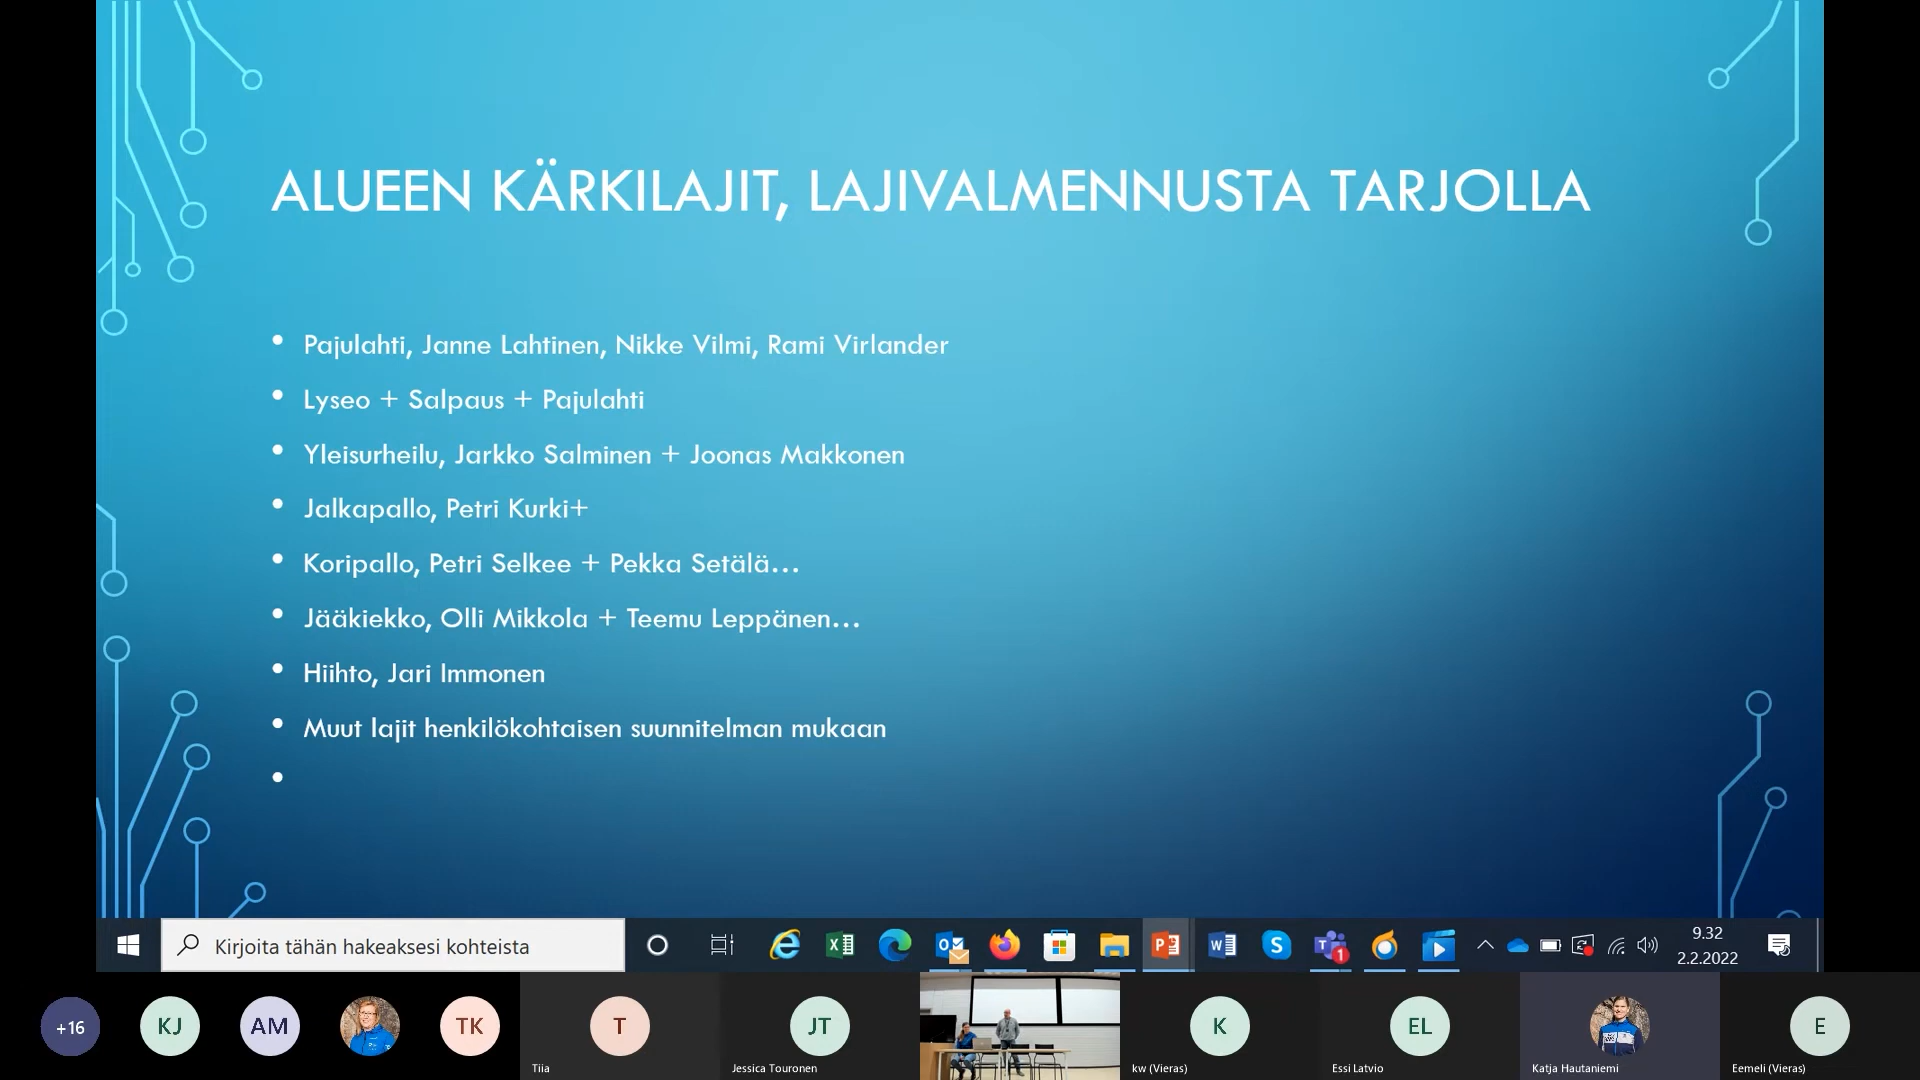 ALUEEN KÄRKILAJIT, LAJIVALMENNUSTA TARJOLLA
• Pajulahti, Janne Lahtinen, Nikke Vilmi, Rami Virlander
• Lyseo + Salpaus + Pajulahti
• Yleisurheilu, Jarkko Salminen + Joonas Makkonen
• Jalkapallo, Petri Kurki+
• Koripallo, Petri Selkee + Pekka Setälä...
• Jääkiekko, Olli Mikkola + Teemu Leppänen...
• Hiihto, Jari Immonen
• Muut lajit henkilökohtaisen suunnitelman mukaan
•
Kirjoita tähän hakeaksesi kohteista
9.32
2.2.2022
+16
KJ
AM
TK
T
JT
K
EL
E
Tiia
Jessica Touronen
kw (Vieras)
Essi Latvio
Katja Hautaniemi
Eemeli (Vieras)